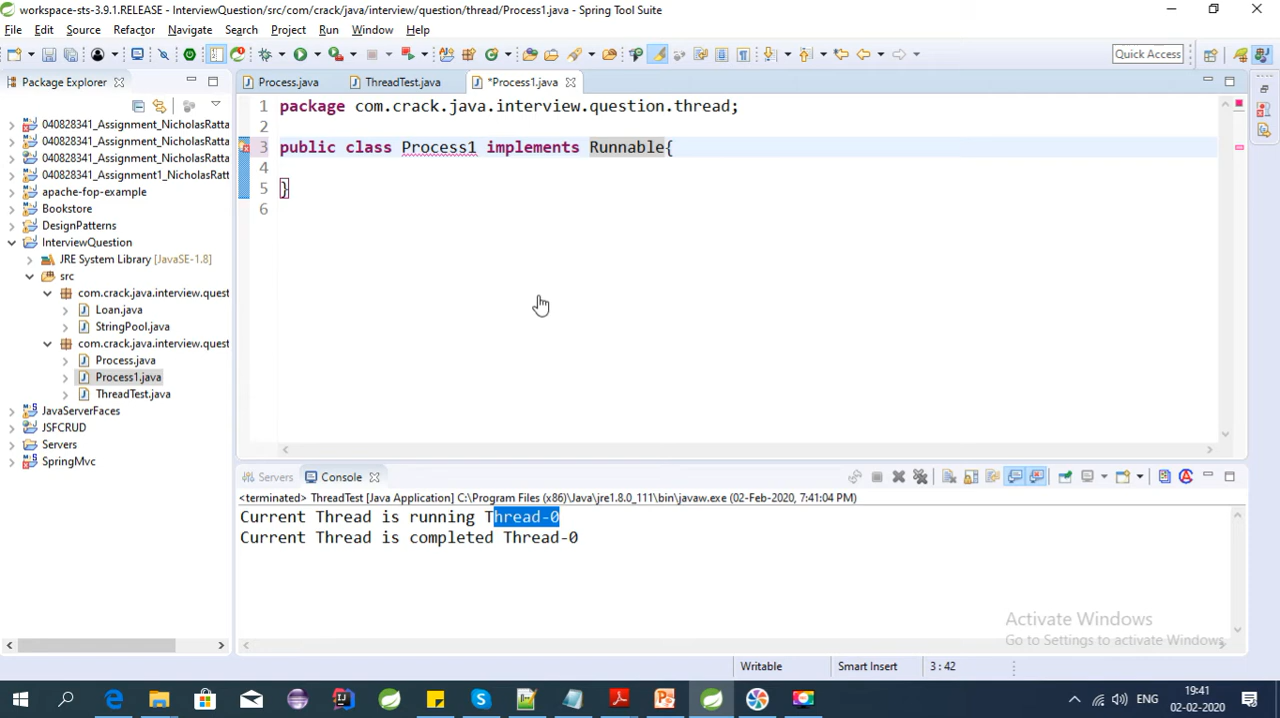 workspace-sts-3.9.1.RELEASE - InterviewQuestion/src/com/crack/java/interview/question/thread/Process1.java - Spring Tool Suite
File Edit Source Refactor Navigate Search Project Run Window Help
Quick Access
Package Explorer
Process.java ThreadTest.java *Process1.java
040828341_Assignment_NicholasRatta
040828341_Assignment_NicholasRatta
040828341_Assignment_NicholasRatta
040828341_Assignment1_NicholasRatt
apache-fop-example
Bookstore
DesignPatterns
InterviewQuestion
JRE System Library [JavaSE-1.8]
src
com.crack.java.interview.quest
Loan.java
StringPool.java
com.crack.java.interview.quest
Process.java
Process1.java
ThreadTest.java
JavaServerFaces
JSFCRUD
Servers
SpringMvc
1 package com.crack.java.interview.question.thread;
2
3 public class Process1 implements Runnable{
4
5 }
6
Servers Console
<terminated> ThreadTest [Java Application] C:\Program Files (x86)\Java\jre1.8.0_111\bin\javaw.exe (02-Feb-2020, 7:41:04 PM)
Current Thread is running Thread-0
Current Thread is completed Thread-0
Activate Windows
Go to Settings to activate Windows.
Writable Smart Insert 3 : 42
ENG
19:41
02-02-2020